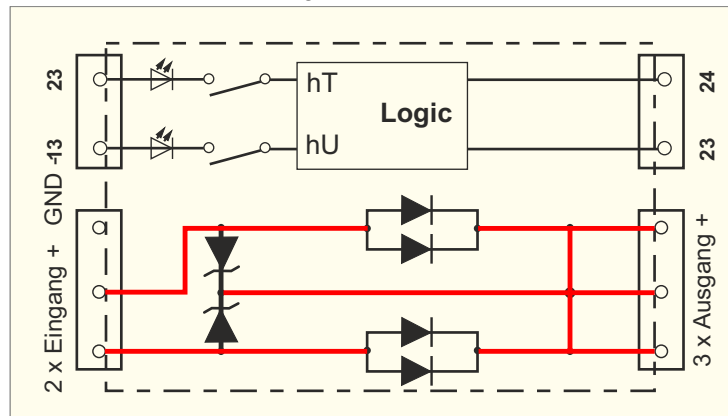 23
-13
GND
2 x Eingang +
hT
hU
Logic
24
23
3 x Ausgang +